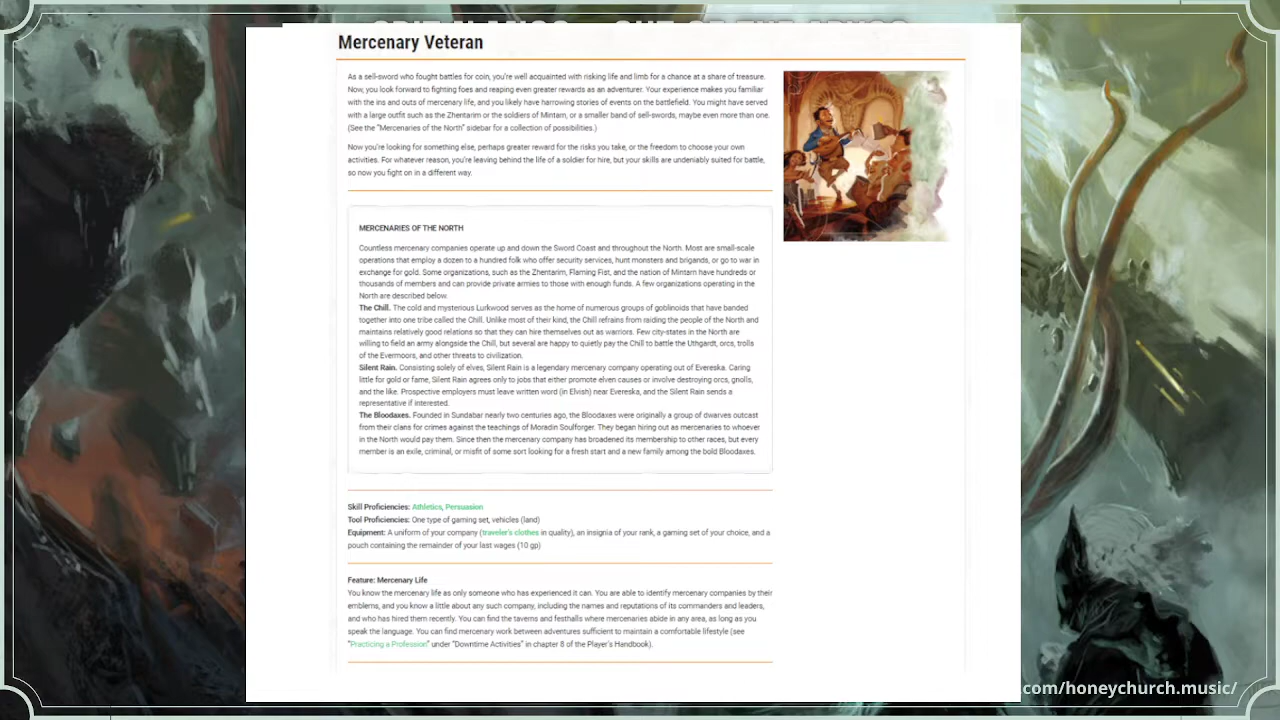 Mercenary Veteran
As a sell-sword who fought battles for coin, you're well acquainted with risking life and limb for a chance at a share of treasure.
Now, you look forward to fighting foes and reaping even greater rewards as an adventurer. Your experience makes you familiar
with the ins and outs of mercenary life, and you likely have harrowing stories of events on the battlefield. You might have served
with a large outfit such as the Zhentarim or the soldiers of Mintarn, or a smaller band of sell-swords, maybe even more than one.
(See the "Mercenaries of the North" sidebar for a collection of possibilities.)
Now you're looking for something else, perhaps greater reward for the risks you take, or the freedom to choose your own
activities. For whatever reason, you're leaving behind the life of a soldier for hire, but your skills are undeniably suited for battle,
so now you fight on in a different way.
MERCENARIES OF THE NORTH
Countless mercenary companies operate up and down the Sword Coast and throughout the North. Most are small-scale
operations that employ a dozen to a hundred folk who offer security services, hunt monsters and brigands, or go to war in
exchange for gold. Some organizations, such as the Zhentarim, Flaming Fist, and the nation of Mintarn have hundreds or
thousands of members and can provide private armies to those with enough funds. A few organizations operating in the
North are described below.
The Chill. The cold and mysterious Lurkwood serves as the home of numerous groups of goblinoids that have banded
together into one tribe called the Chill. Unlike most of their kind, the Chill refrains from raiding the people of the North and
maintains relatively good relations so that they can hire themselves out as warriors. Few city-states in the North are
willing to field an army alongside the Chill, but several are happy to quietly pay the Chill to battle the Uthgardt, orcs, trolls
of the Evermoors, and other threats to civilization.
Silent Rain. Consisting solely of elves, Silent Rain is a legendary mercenary company operating out of Evereska. Caring
little for gold or fame, Silent Rain agrees only to jobs that either promote elven causes or involve destroying orcs, gnolls,
and the like. Prospective employers must leave written word (in Elvish) near Evereska, and the Silent Rain sends a
representative if interested.
The Bloodaxes. Founded in Sundabar nearly two centuries ago, the Bloodaxes were originally a group of dwarves outcast
from their clans for crimes against the teachings of Moradin Soulforger. They began hiring out as mercenaries to whoever
in the North would pay them. Since then the mercenary company has broadened its membership to other races, but every
member is an exile, criminal, or misfit of some sort looking for a fresh start and a new family among the bold Bloodaxes.
Skill Proficiencies: Athletics, Persuasion
Tool Proficiencies: One type of gaming set, vehicles (land)
Equipment: A uniform of your company (traveler's clothes in quality), an insignia of your rank, a gaming set of your choice, and a
pouch containing the remainder of your last wages (10 gp)
Feature: Mercenary Life
You know the mercenary life as only someone who has experienced it can. You are able to identify mercenary companies by their
emblems, and you know a little about any such company, including the names and reputations of its commanders and leaders,
and who has hired them recently. You can find the taverns and festhalls where mercenaries abide in any area, as long as you
speak the language. You can find mercenary work between adventures sufficient to maintain a comfortable lifestyle (see
"Practicing a Profession" under "Downtime Activities" in chapter 8 of the Player's Handbook).
.com/honeychurch.music/